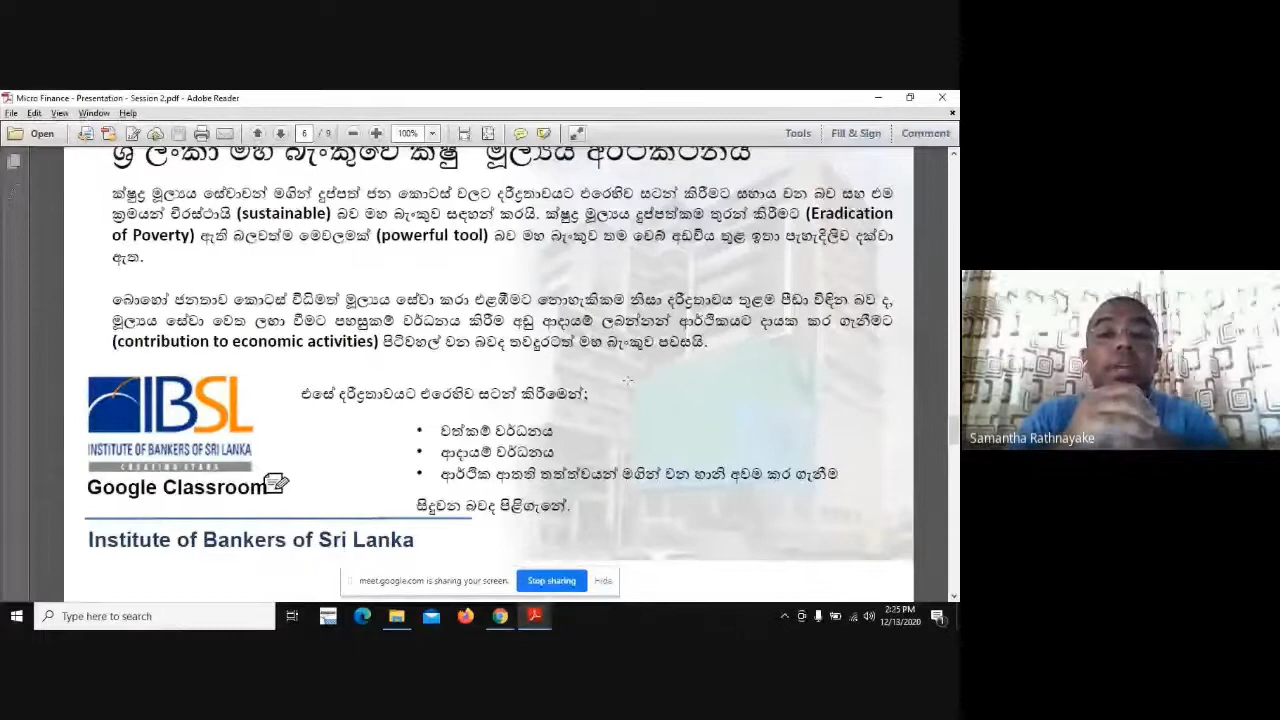 Micro Finance - Presentation - Session 2.pdf - Adobe Reader
File Edit View Window Help
Open 6 / 9 100% Tools Fill & Sign Comment
ශ්‍රී ලංකා මහ බැංකුවේ ක්ෂුද්‍ර මූල්‍යය අර්ථකථනය
ක්ෂුද්‍ර මූල්‍යය සේවාවන් මගින් දුප්පත් ජන කොටස් වලට දරිද්‍රතාවයට එරෙහිව සටන් කිරීමට සහාය වන බව සහ එම
ක්‍රමයන් චිරස්ථායි (sustainable) බව මහ බැංකුව සඳහන් කරයි. ක්ෂුද්‍ර මූල්‍යය දුප්පත්කම තුරන් කිරීමට (Eradication
of Poverty) ඇති බලවත්ම මෙවලමක් (powerful tool) බව මහ බැංකුව තම වෙබ් අඩවිය තුළ ඉතා පැහැදිලිව දක්වා
ඇත.
බොහෝ ජනතාව කොටස් විධිමත් මූල්‍යය සේවා කරා එළඹීමට නොහැකිකම නිසා දරිද්‍රතාවය තුළම පීඩා විඳින බව ද,
මූල්‍යය සේවා වෙත ලඟා වීමට පහසුකම් වර්ධනය කිරීම අඩු ආදායම් ලබන්නන් ආර්ථිකයට දායක කර ගැනීමට
(contribution to economic activities) පිටිවහල් වන බවද තවදුරටත් මහ බැංකුව පවසයි.
IBSL
එසේ දරිද්‍රතාවයට එරෙහිව සටන් කිරීමෙන්;
• වත්කම් වර්ධනය
INSTITUTE OF BANKERS OF SRI LANKA
• ආදායම් වර්ධනය
CREATING STARS
• ආර්ථික ආතති තත්ත්වයන් මගින් වන හානි අවම කර ගැනීම
Google Classroom
සිදුවන බවද පිළිගැනේ.
Institute of Bankers of Sri Lanka
meet.google.com is sharing your screen. Stop sharing Hide
Type here to search
2:25 PM
12/13/2020
Samantha Rathnayake